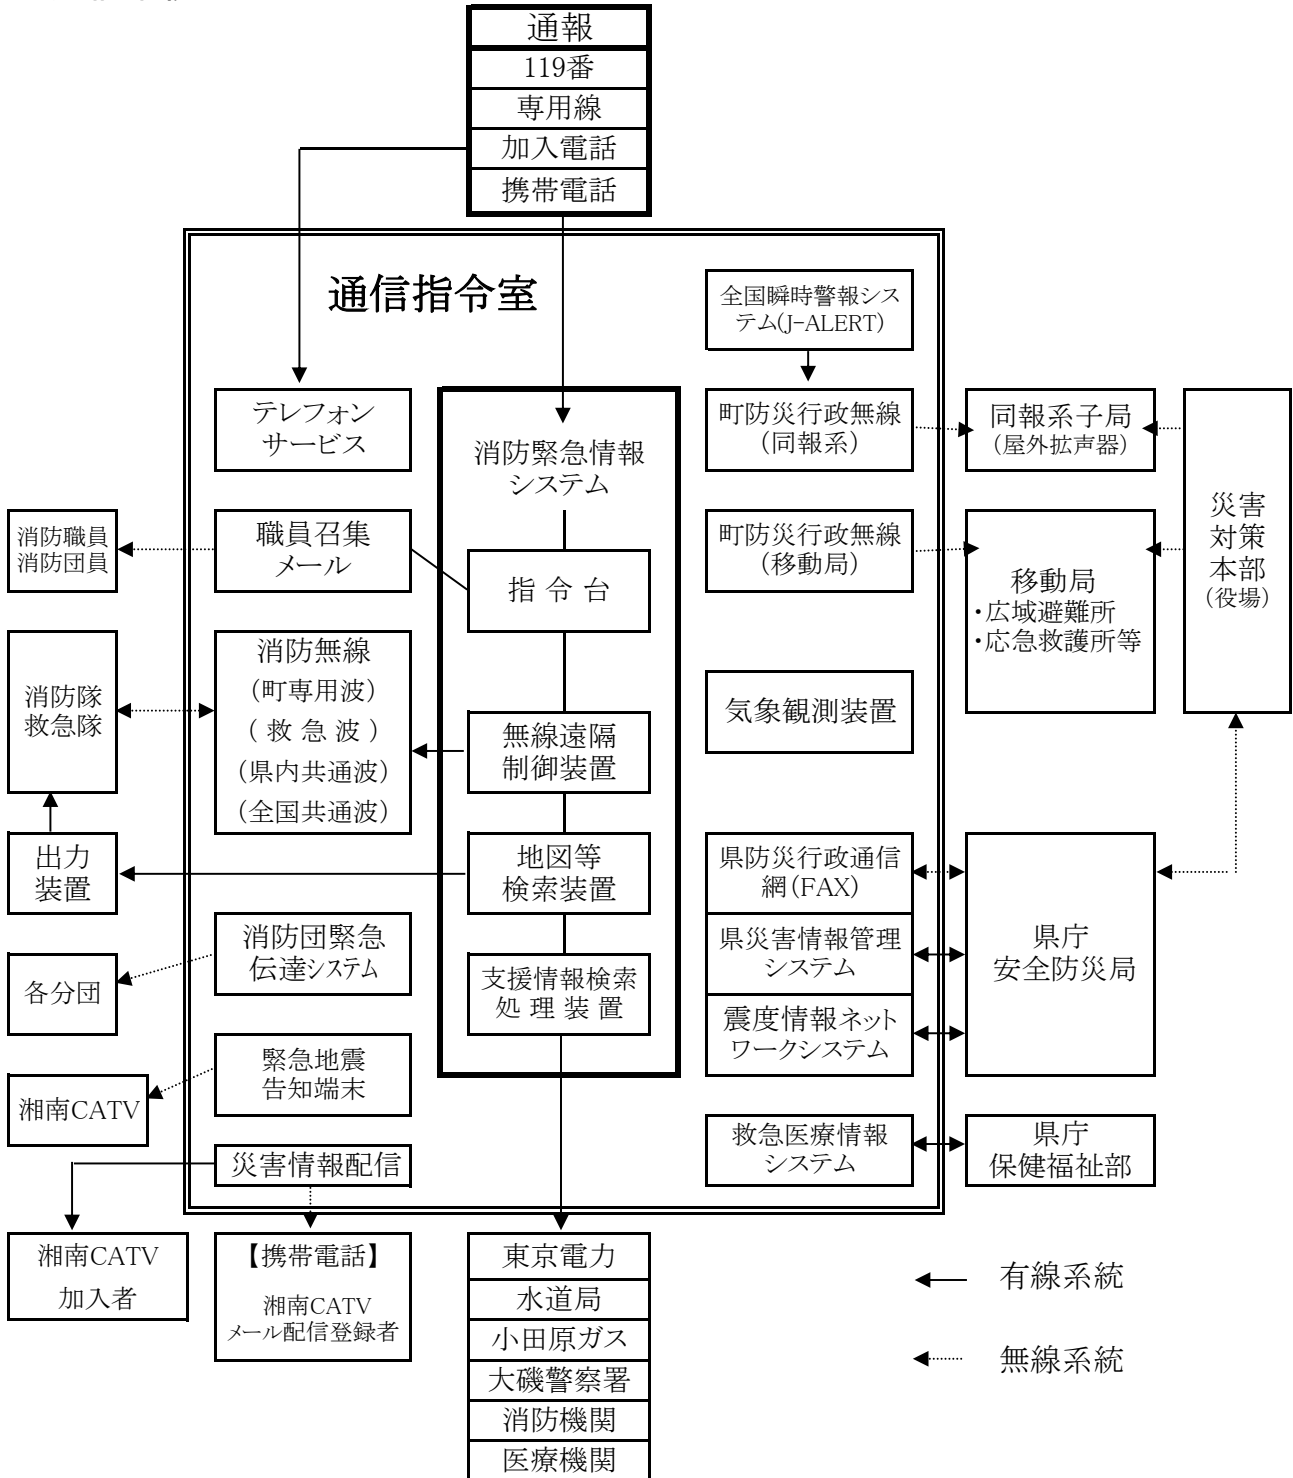 通報
119番
専用線
加入電話
携帯電話
通信指令室
全国瞬時警報シス
テム(J-ALERT)
テレフォン
サービス
消防緊急情報
システム
町防災行政無線
(同報系)
同報系子局
(屋外拡声器)
災害
対策
本部
(役場)
消防職員
消防団員
職員召集
メール
指 令 台
町防災行政無線
(移動局)
移動局
・広域避難所
・応急救護所等
消防隊
救急隊
消防無線
(町専用波)
( 救 急 波 )
(県内共通波)
(全国共通波)
無線遠隔
制御装置
気象観測装置
出力
装置
地図等
検索装置
県防災行政通信
網(FAX)
県災害情報管理
システム
震度情報ネット
ワークシステム
県庁
安全防災局
各分団
消防団緊急
伝達システム
支援情報検索
処 理 装 置
湘南CATV
緊急地震
告知端末
災害情報配信
救急医療情報
システム
県庁
保健福祉部
湘南CATV
加入者
【携帯電話】
湘南CATV
メール配信登録者
東京電力
水道局
小田原ガス
大磯警察署
消防機関
医療機関
有線系統
無線系統